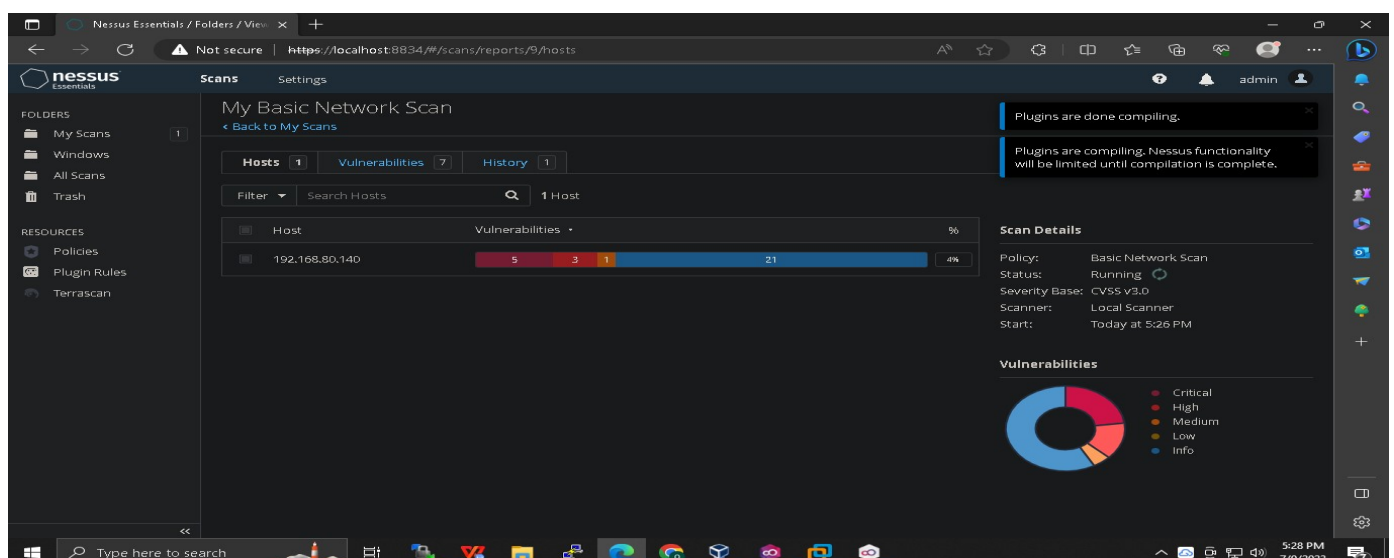 Nessus Essentials / Folders / View
Not secure | https://localhost:8834/#/scans/reports/9/hosts
nessus
Essentials
Scans Settings admin
FOLDERS
My Scans 1
Windows
All Scans
Trash
RESOURCES
Policies
Plugin Rules
Terrascan
My Basic Network Scan
< Back to My Scans
Hosts 1 Vulnerabilities 7 History 1
Filter Search Hosts 1 Host
Host Vulnerabilities %
192.168.80.140 5 3 1 21 4%
Plugins are done compiling.
Plugins are compiling. Nessus functionality
will be limited until compilation is complete.
Scan Details
Policy: Basic Network Scan
Status: Running
Severity Base: CVSS v3.0
Scanner: Local Scanner
Start: Today at 5:26 PM
Vulnerabilities
Critical
High
Medium
Low
Info
Type here to search
5:28 PM